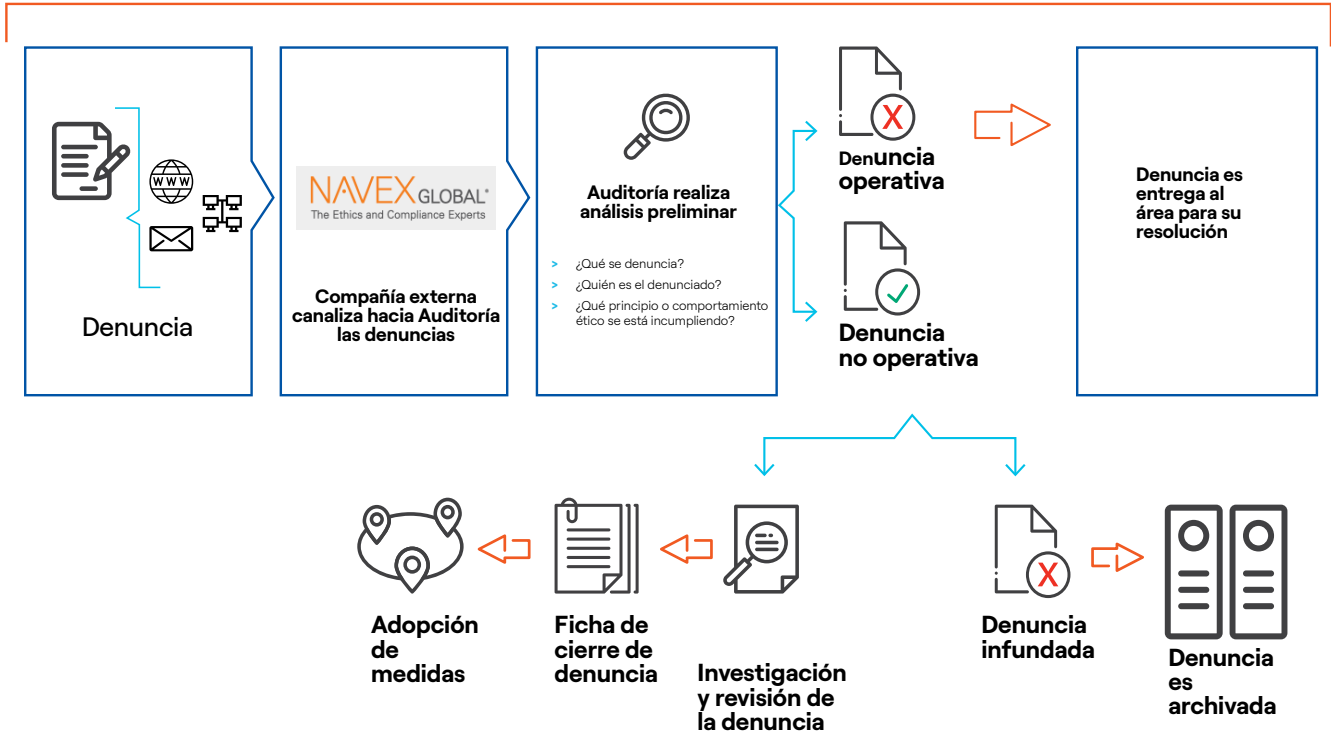 WWW
Denuncia
NAVEX GLOBAL®
The Ethics and Compliance Experts
Compañía externa
canaliza hacia Auditoría
las denuncias
Auditoría realiza
análisis preliminar
> ¿Qué se denuncia?
> ¿Quién es el denunciado?
> ¿Qué principio o comportamiento
ético se está incumpliendo?
X
Denuncia
operativa
Denuncia
no operativa
Denuncia es
entrega al
área para su
resolución
Adopción
de
medidas
Ficha de
cierre de
denuncia
Investigación
y revisión de
la denuncia
X
Denuncia
infundada
Denuncia
es
archivada